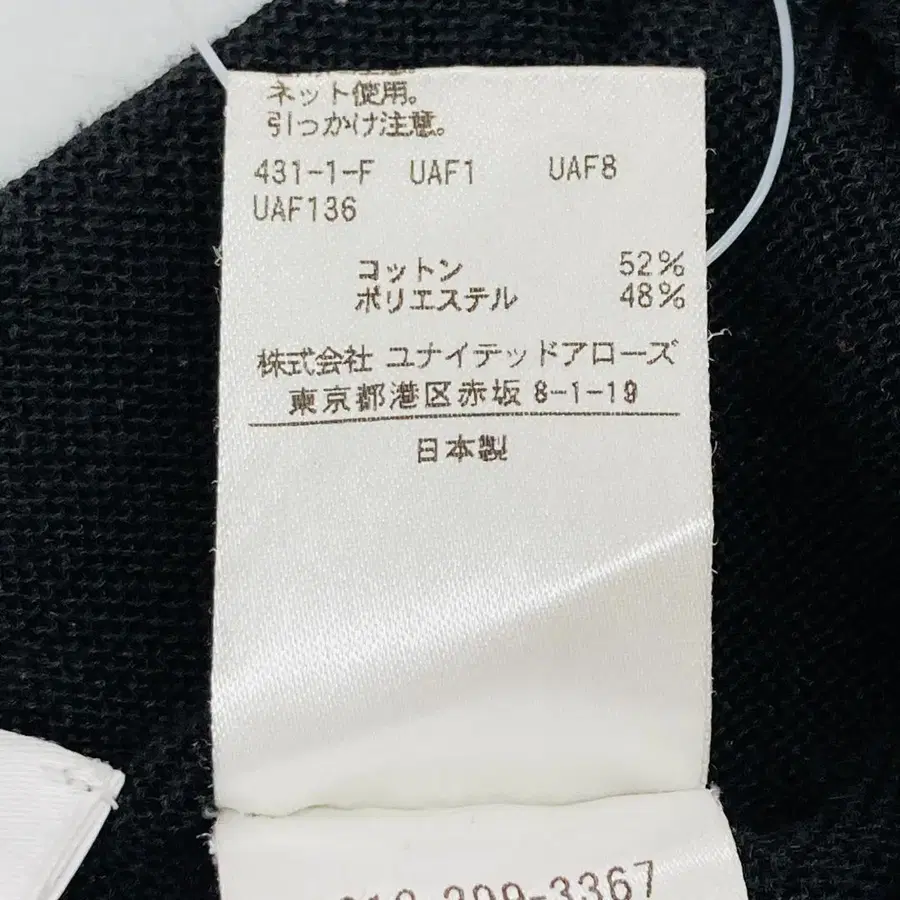 ネット使用。
引っかけ注意。
431-1-F UAF1 UAF8
UAF136
コットン 52%
ポリエステル 48%
株式会社 ユナイテッドアローズ
東京都港区赤坂 8-1-19
日本製
209-3367